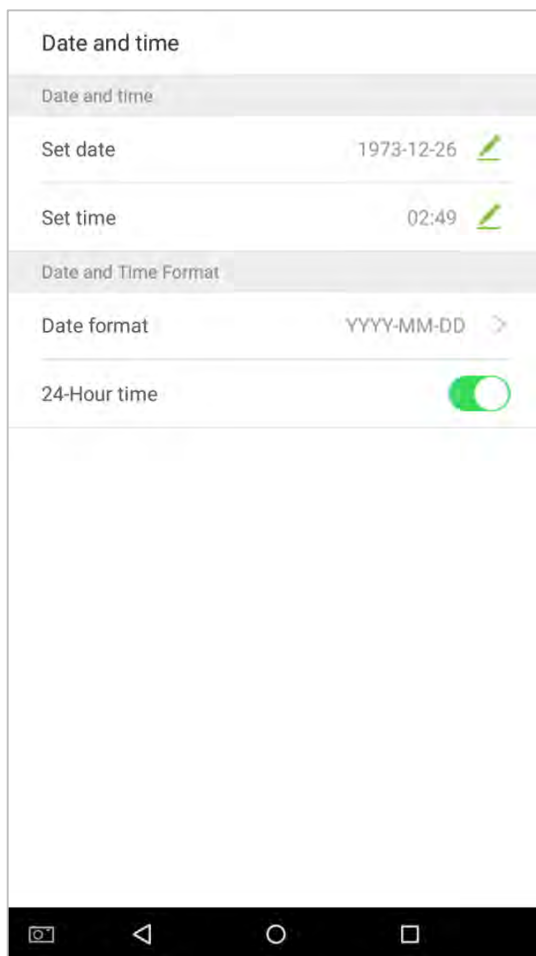 Date and time
Date and time
Set date 1973-12-26
Set time 02:49
Date and Time Format
Date format YYYY-MM-DD
24-Hour time